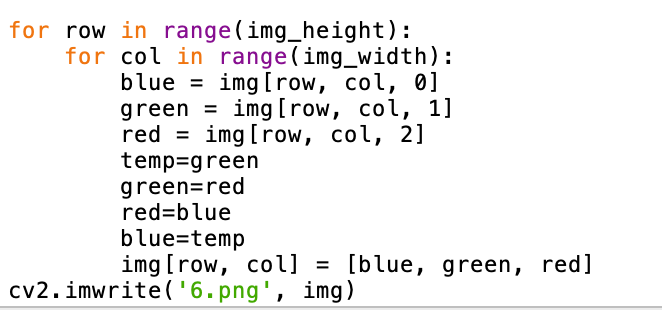 for row in range(img_height):
    for col in range(img_width):
        blue = img[row, col, 0]
        green = img[row, col, 1]
        red = img[row, col, 2]
        temp=green
        green=red
        red=blue
        blue=temp
        img[row, col] = [blue, green, red]
cv2.imwrite('6.png', img)